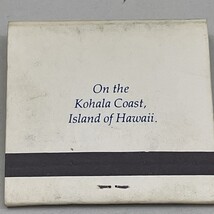 On the
Kohala Coast,
Island of Hawaii.